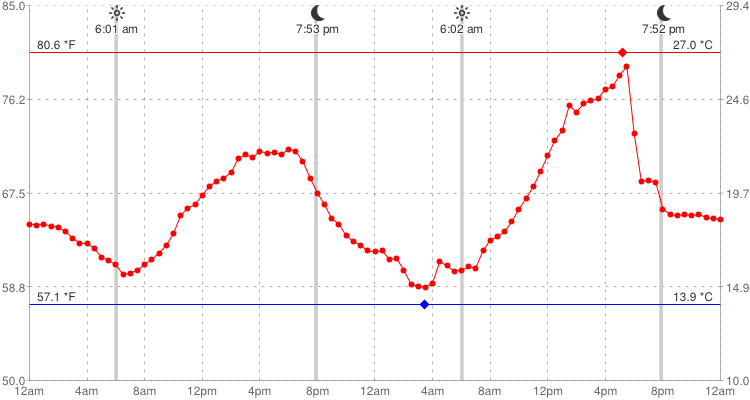 85.0 29.4
6:01 am 7:53 pm 6:02 am 7:52 pm
80.6 °F 27.0 °C
76.2 24.6
67.5 19.7
58.8 14.9
57.1 °F 13.9 °C
50.0 10.0
12am 4am 8am 12pm 4pm 8pm 12am 4am 8am 12pm 4pm 8pm 12am